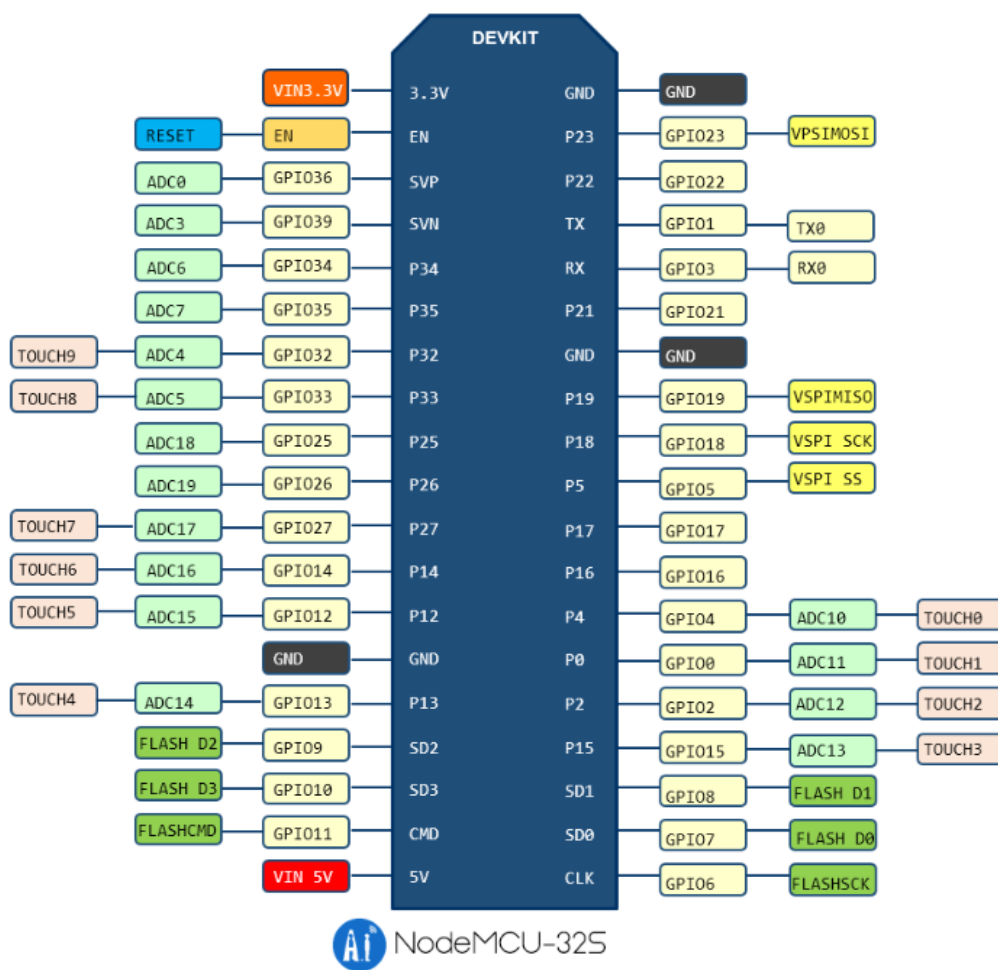 DEVKIT
VIN3.3V 3.3V GND GND
RESET EN EN P23 GPIO23 VPSIMOSI
ADC0 GPIO36 SVP P22 GPIO22
ADC3 GPIO39 SVN TX GPIO1 TX0
ADC6 GPIO34 P34 RX GPIO3 RX0
ADC7 GPIO35 P35 P21 GPIO21
TOUCH9 ADC4 GPIO32 P32 GND GND
TOUCH8 ADC5 GPIO33 P33 P19 GPIO19 VSPIMISO
ADC18 GPIO25 P25 P18 GPIO18 VSPI SCK
ADC19 GPIO26 P26 P5 GPIO5 VSPI SS
TOUCH7 ADC17 GPIO27 P27 P17 GPIO17
TOUCH6 ADC16 GPIO14 P14 P16 GPIO16
TOUCH5 ADC15 GPIO12 P12 P4 GPIO4 ADC10 TOUCH0
GND GND P0 GPIO0 ADC11 TOUCH1
TOUCH4 ADC14 GPIO13 P13 P2 GPIO2 ADC12 TOUCH2
FLASH D2 GPIO9 SD2 P15 GPIO15 ADC13 TOUCH3
FLASH D3 GPIO10 SD3 SD1 GPIO8 FLASH D1
FLASHCMD GPIO11 CMD SD0 GPIO7 FLASH D0
VIN 5V 5V CLK GPIO6 FLASHSCK
Ai NodeMCU-32S